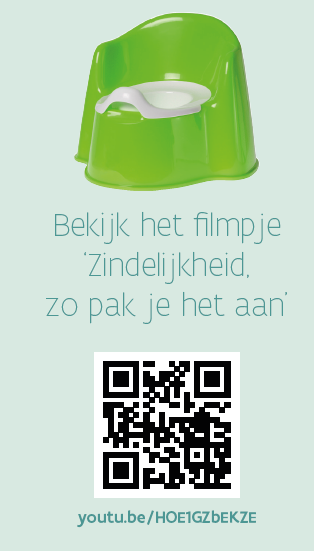 Bekijk het filmpje
‘Zindelijkheid,
zo pak je het aan’
youtu.be/HOE1GZbEKZE